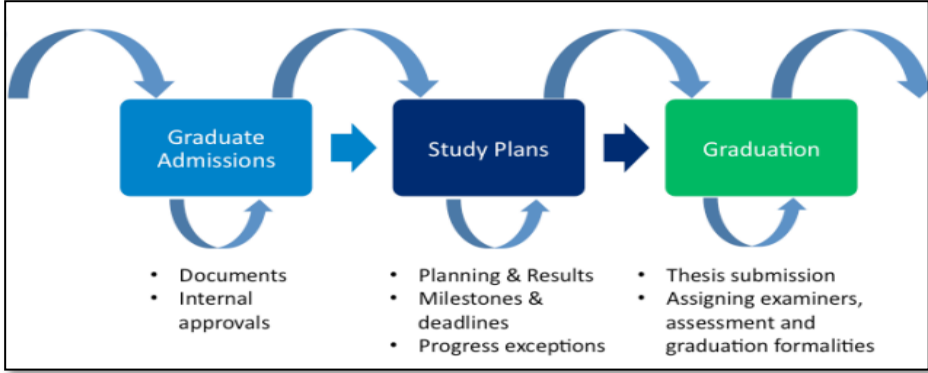 Graduate
Admissions
Study Plans
Graduation
• Documents
• Internal
approvals
• Planning & Results
• Milestones &
deadlines
• Progress exceptions
• Thesis submission
• Assigning examiners,
assessment and
graduation formalities